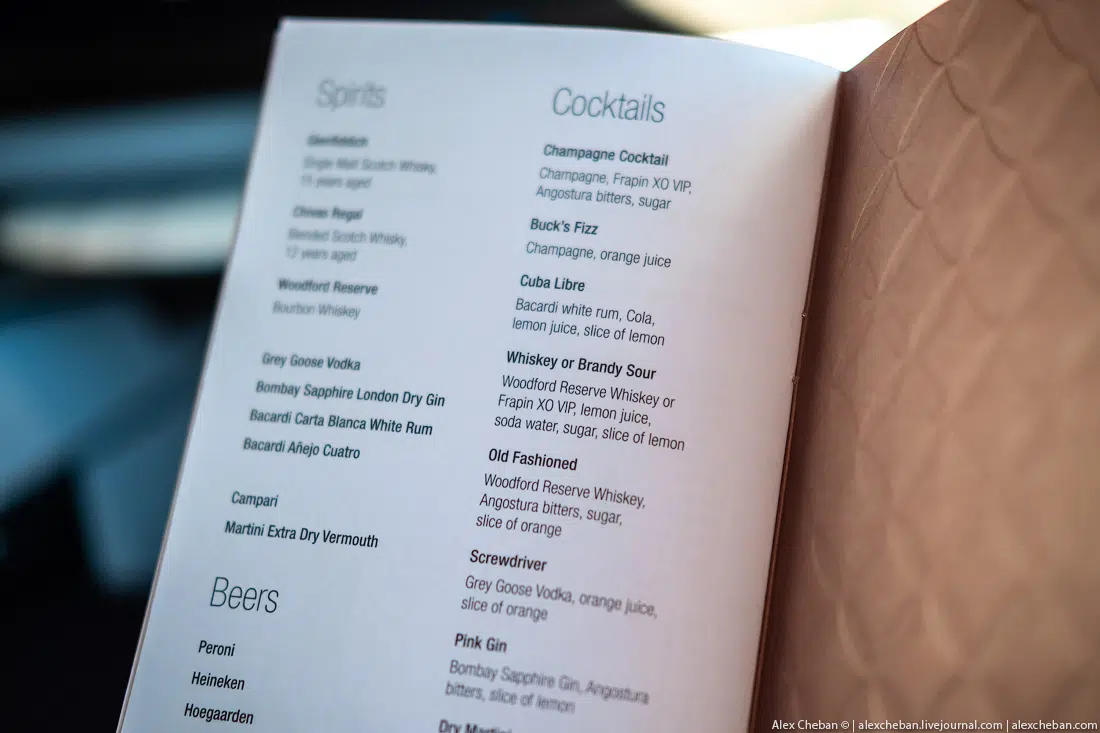 Spirits
Glenfiddich
Single Malt Scotch Whisky,
15 years aged
Chivas Regal
Blended Scotch Whisky,
12 years aged
Woodford Reserve
Bourbon Whiskey
Grey Goose Vodka
Bombay Sapphire London Dry Gin
Bacardi Carta Blanca White Rum
Bacardi Añejo Cuatro
Campari
Martini Extra Dry Vermouth
Beers
Peroni
Heineken
Hoegaarden
Cocktails
Champagne Cocktail
Champagne, Frapin XO VIP,
Angostura bitters, sugar
Buck's Fizz
Champagne, orange juice
Cuba Libre
Bacardi white rum, Cola,
lemon juice, slice of lemon
Whiskey or Brandy Sour
Woodford Reserve Whiskey or
Frapin XO VIP, lemon juice,
soda water, sugar, slice of lemon
Old Fashioned
Woodford Reserve Whiskey,
Angostura bitters, sugar,
slice of orange
Screwdriver
Grey Goose Vodka, orange juice,
slice of orange
Pink Gin
Bombay Sapphire Gin, Angostura
bitters, slice of lemon
Dry Martini
Alex Cheban © | alexcheban.livejournal.com | alexcheban.com